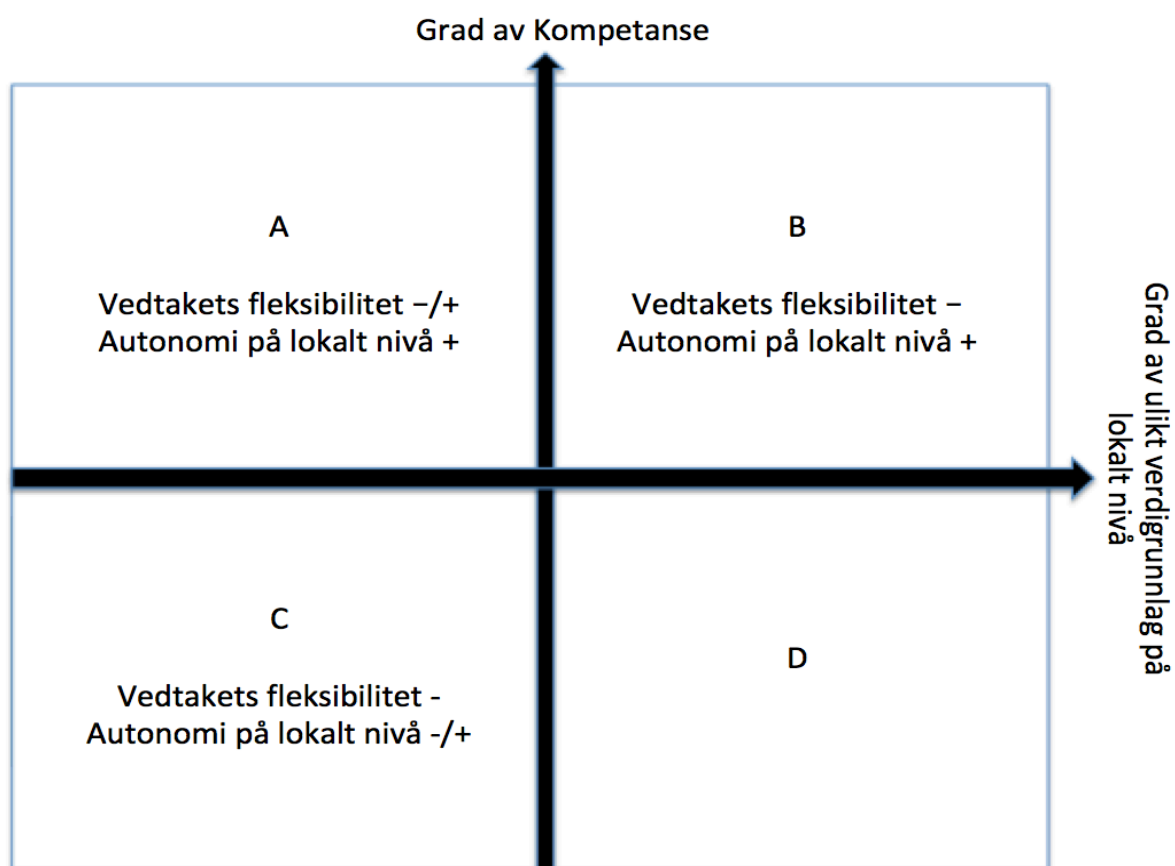 Grad av Kompetanse
A
Vedtakets fleksibilitet −/+
Autonomi på lokalt nivå +
B
Vedtakets fleksibilitet −
Autonomi på lokalt nivå +
Grad av ulikt verdigrunnlag på
lokalt nivå
C
Vedtakets fleksibilitet -
Autonomi på lokalt nivå -/+
D